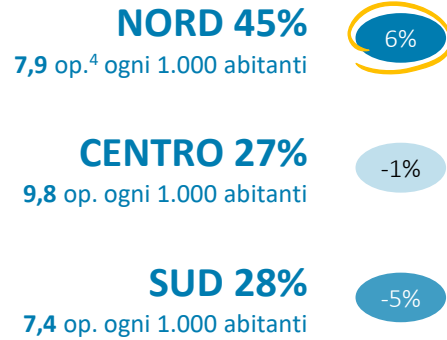 NORD 45%
6%
7,9 op.4 ogni 1.000 abitanti
CENTRO 27%
-1%
9,8 op. ogni 1.000 abitanti
SUD 28%
-5%
7,4 op. ogni 1.000 abitanti